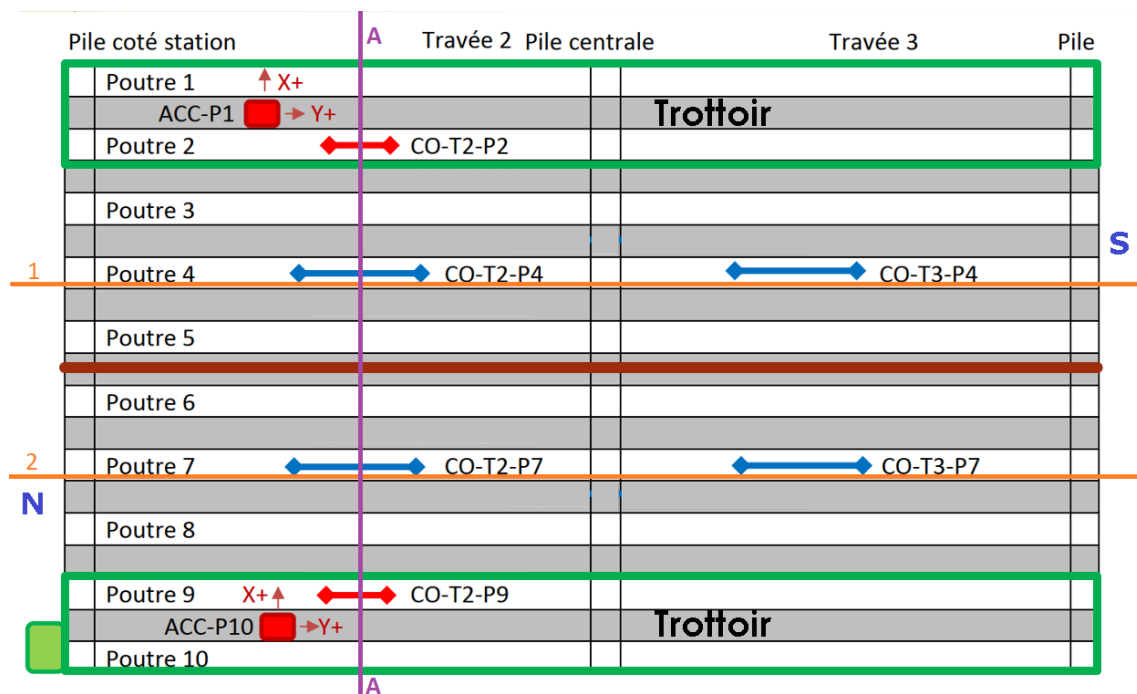 Pile coté station A Travée 2 Pile centrale Travée 3 Pile
Poutre 1 X+
ACC-P1 Y+ Trottoir
Poutre 2 CO-T2-P2
Poutre 3
S
1 Poutre 4 CO-T2-P4 CO-T3-P4
Poutre 5
Poutre 6
2 Poutre 7 CO-T2-P7 CO-T3-P7
N
Poutre 8
Poutre 9 X+ CO-T2-P9
ACC-P10 Y+ Trottoir
Poutre 10
A